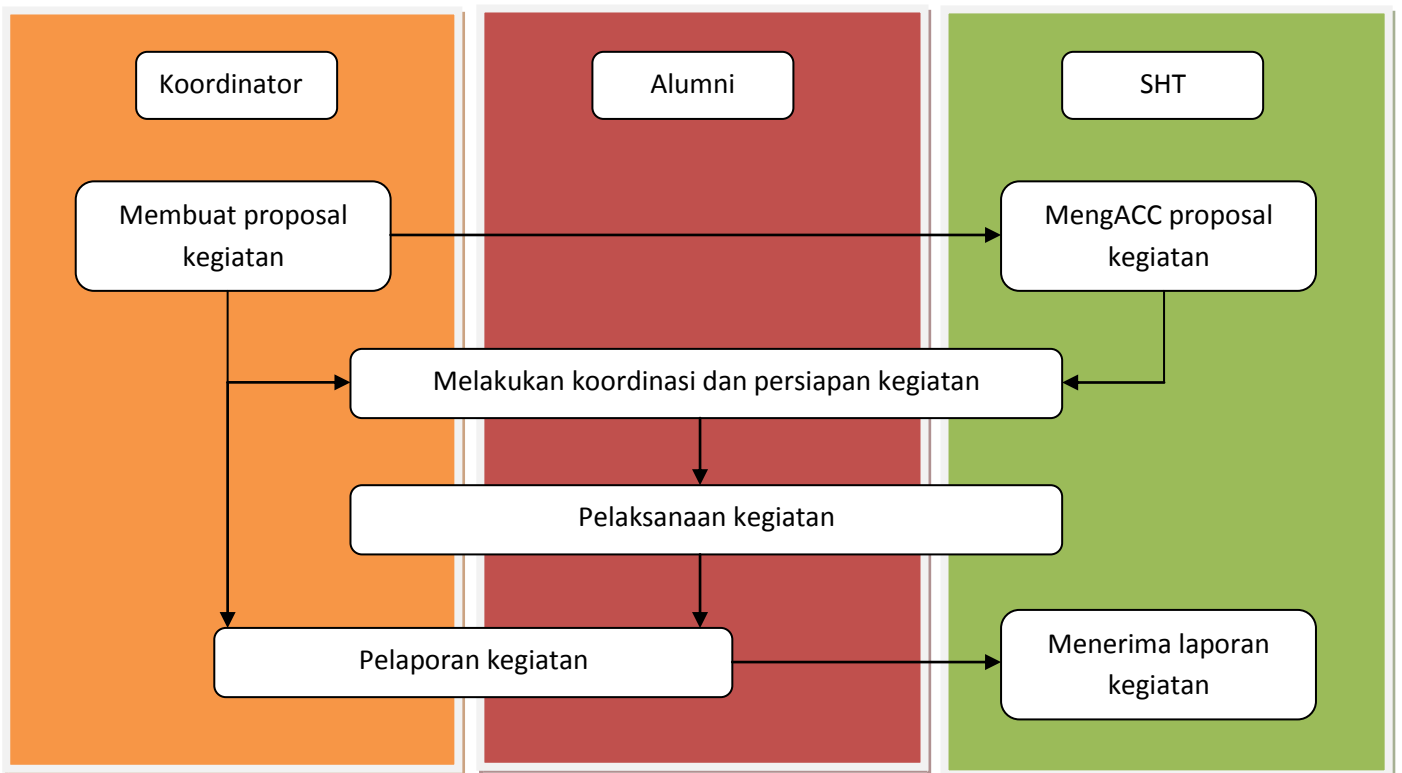 Koordinator
Alumni
SHT
Membuat proposal
kegiatan
MengACC proposal
kegiatan
Melakukan koordinasi dan persiapan kegiatan
Pelaksanaan kegiatan
Pelaporan kegiatan
Menerima laporan
kegiatan